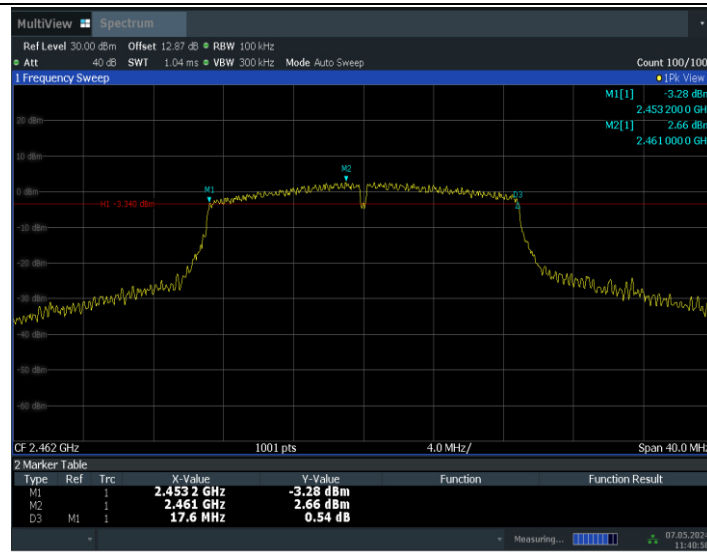 MultiView Spectrum
Ref Level 30.00 dBm Offset 12.87 dB RBW 100 kHz
Att 40 dB SWT 1.04 ms VBW 300 kHz Mode Auto Sweep Count 100/100
1 Frequency Sweep 1Pk View
M1[1] -3.28 dBm
2.453 200 0 GH
M2[1] 2.66 dBm
2.461 000 0 GH
20 dBm
10 dBm
M2
0 dBm
M1
D3
H1 -3.340 dBm
-10 dBm
-20 dBm
-30 dBm
-40 dBm
-50 dBm
-60 dBm
CF 2.462 GHz 1001 pts 4.0 MHz/ Span 40.0 MHz
2 Marker Table
Type Ref Trc X-Value Y-Value Function Function Result
M1 1 2.453 2 GHz -3.28 dBm
M2 1 2.461 GHz 2.66 dBm
D3 M1 1 17.6 MHz 0.54 dB
Measuring... 07.05.2024
11:40:50